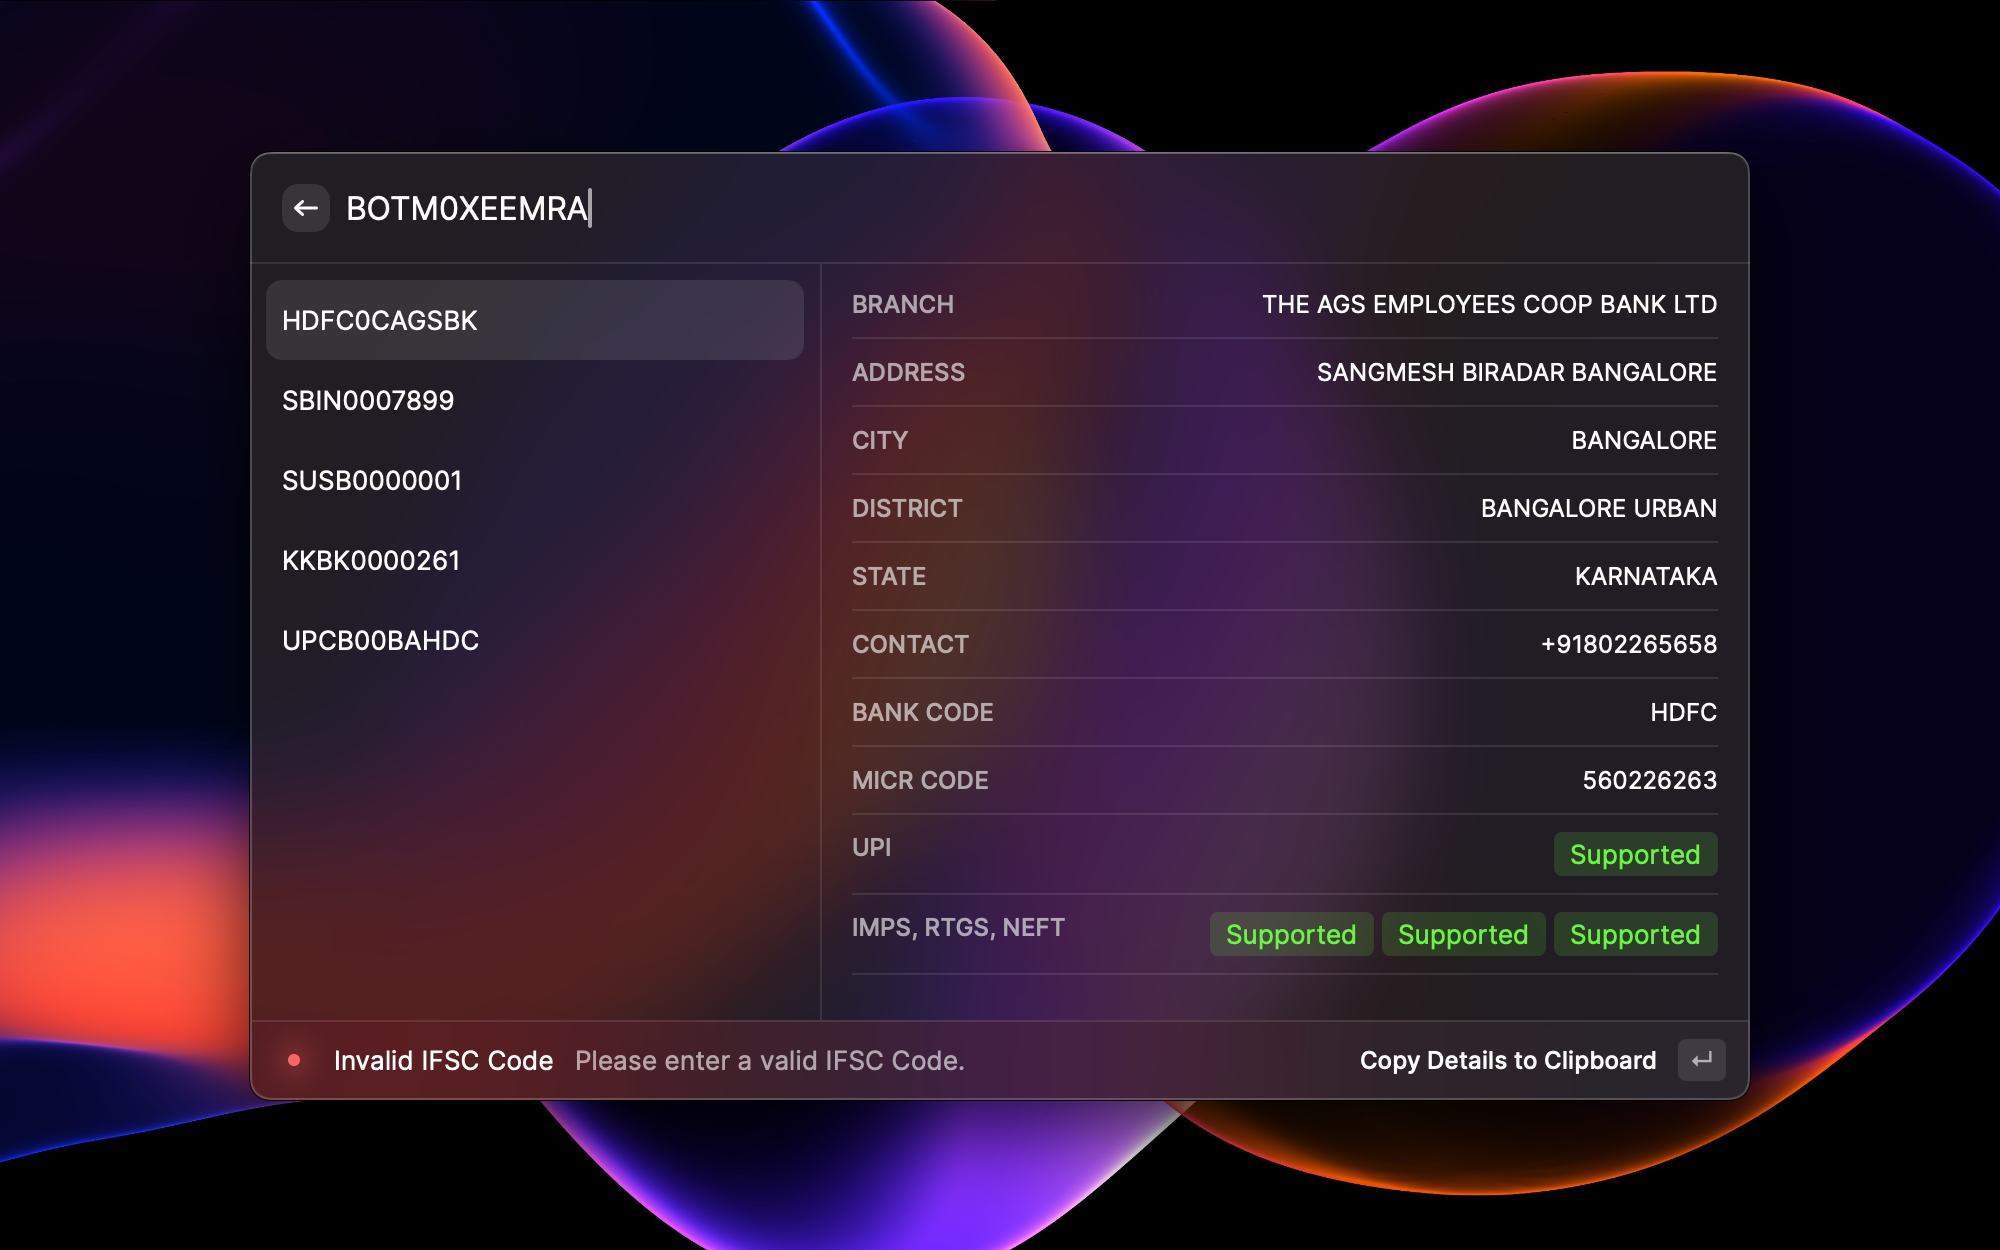 BOTM0XEEMRA
HDFC0CAGSBK
SBIN0007899
SUSB0000001
KKBK0000261
UPCB00BAHDC
BRANCH THE AGS EMPLOYEES COOP BANK LTD
ADDRESS SANGMESH BIRADAR BANGALORE
CITY BANGALORE
DISTRICT BANGALORE URBAN
STATE KARNATAKA
CONTACT +91802265658
BANK CODE HDFC
MICR CODE 560226263
UPI Supported
IMPS, RTGS, NEFT Supported Supported Supported
Invalid IFSC Code Please enter a valid IFSC Code. Copy Details to Clipboard